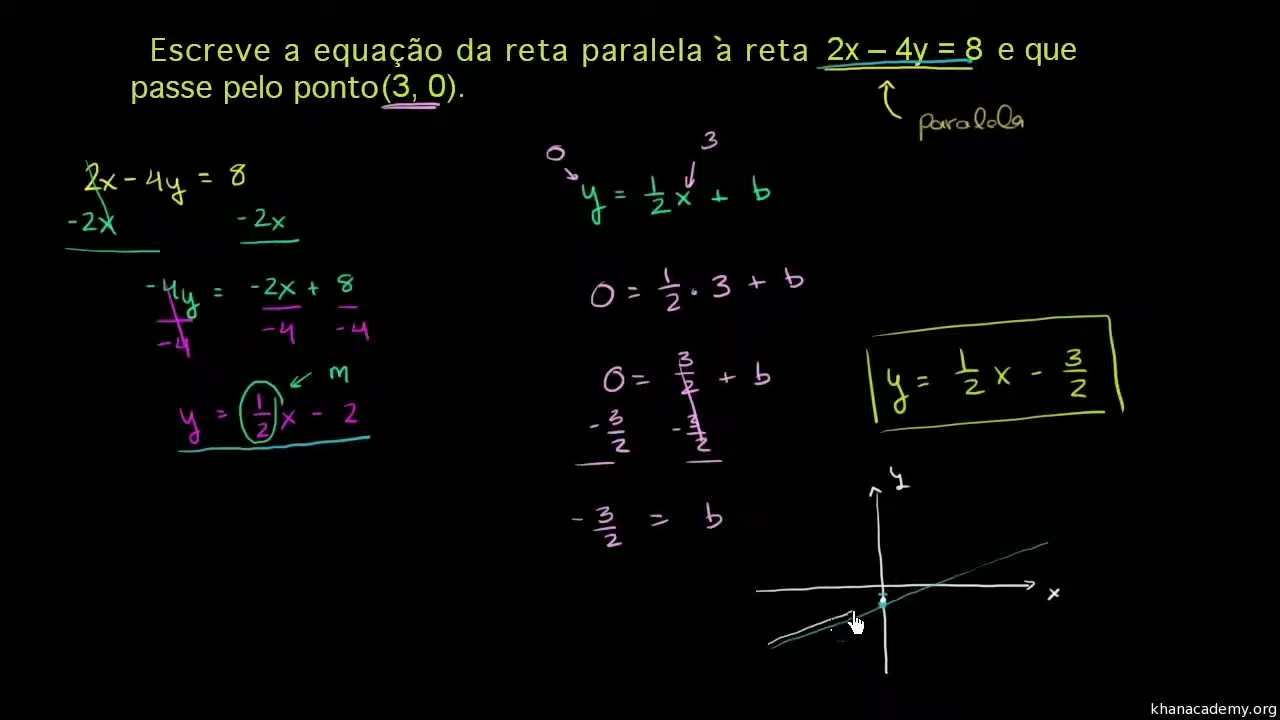 Escreve a equação da reta paralela à reta 2x – 4y = 8 e que
passe pelo ponto(3, 0).
paralela
2x - 4y = 8
-2x -2x
-4y = -2x + 8
-4 -4 -4
m
y = 1/2 x - 2
0 3
y = 1/2 x + b
0 = 1/2 · 3 + b
0 = 3/2 + b
-3/2 -3/2
-3/2 = b
y = 1/2 x - 3/2
y
x
khanacademy.org